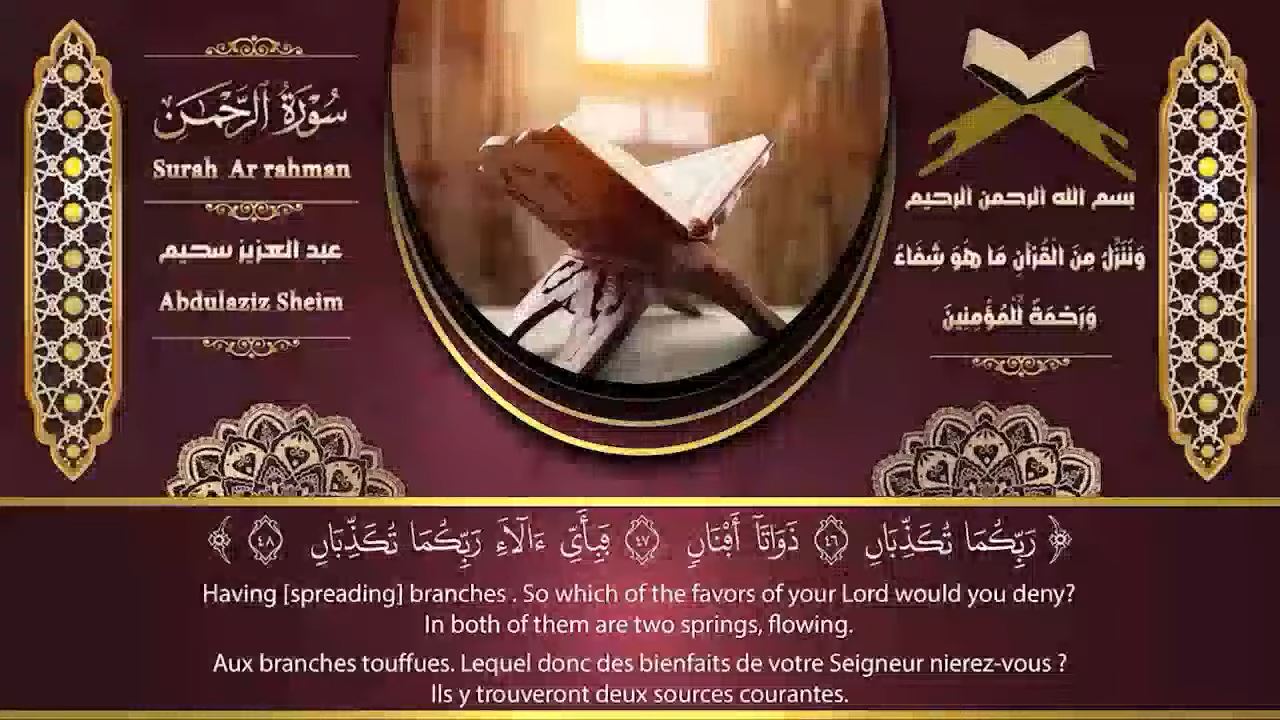 سُورَةُ الرَّحْمَٰن
Surah Ar rahman
عبد العزيز سحيم
Abdulaziz Sheim
بسم الله الرحمن الرحيم
وَنُنَزِّلُ مِنَ الْقُرْآنِ مَا هُوَ شِفَاءٌ
وَرَحْمَةٌ لِّلْمُؤْمِنِينَ
﴿ رَبِّكُمَا تُكَذِّبَانِ ٤٦ ذَوَاتَآ أَفْنَانٍ ٤٧ فَبِأَيِّ ءَالَآءِ رَبِّكُمَا تُكَذِّبَانِ ٤٨ ﴾
Having [spreading] branches . So which of the favors of your Lord would you deny?
In both of them are two springs, flowing.
Aux branches touffues. Lequel donc des bienfaits de votre Seigneur nierez-vous ?
Ils y trouveront deux sources courantes.